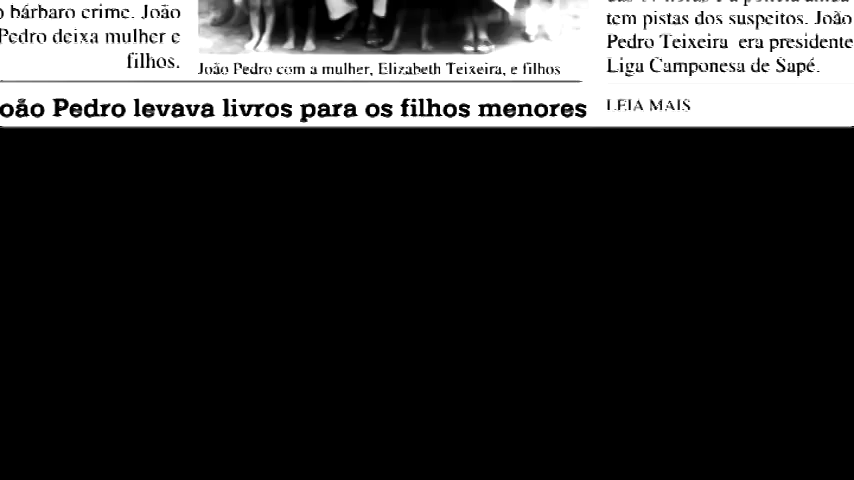 bárbaro crime. João
Pedro deixa mulher e
filhos.
João Pedro com a mulher, Elizabeth Teixeira, e filhos
oão Pedro levava livros para os filhos menores
tem pistas dos suspeitos. João
Pedro Teixeira era presidente
Liga Camponesa de Sapé.
LEIA MAIS